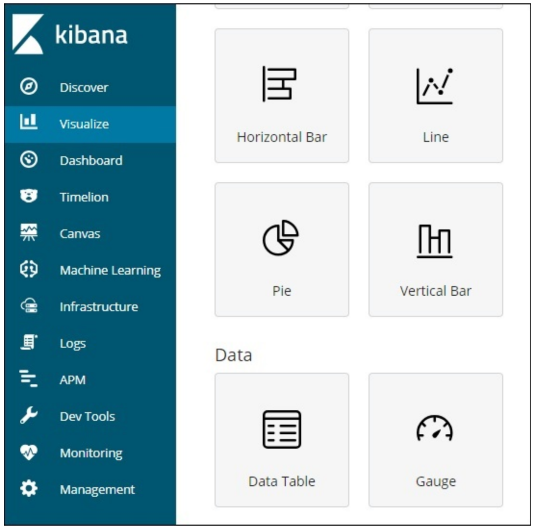 kibana
Discover
Visualize
Dashboard
Timelion
Canvas
Machine Learning
Infrastructure
Logs
APM
Dev Tools
Monitoring
Management
Horizontal Bar
Line
Pie
Vertical Bar
Data
Data Table
Gauge